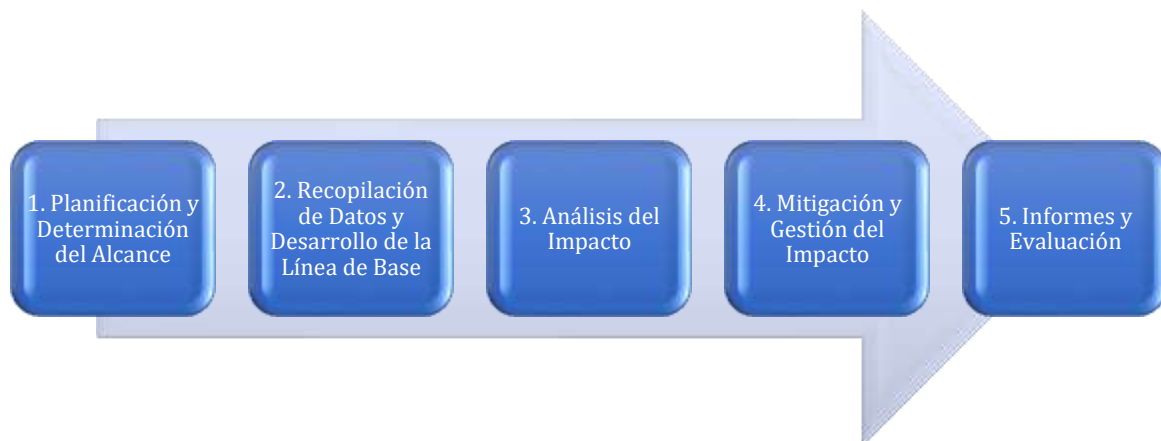 1. Planificación y
Determinación
del Alcance
2. Recopilación
de Datos y
Desarrollo de la
Línea de Base
3. Análisis del
Impacto
4. Mitigación y
Gestión del
Impacto
5. Informes y
Evaluación